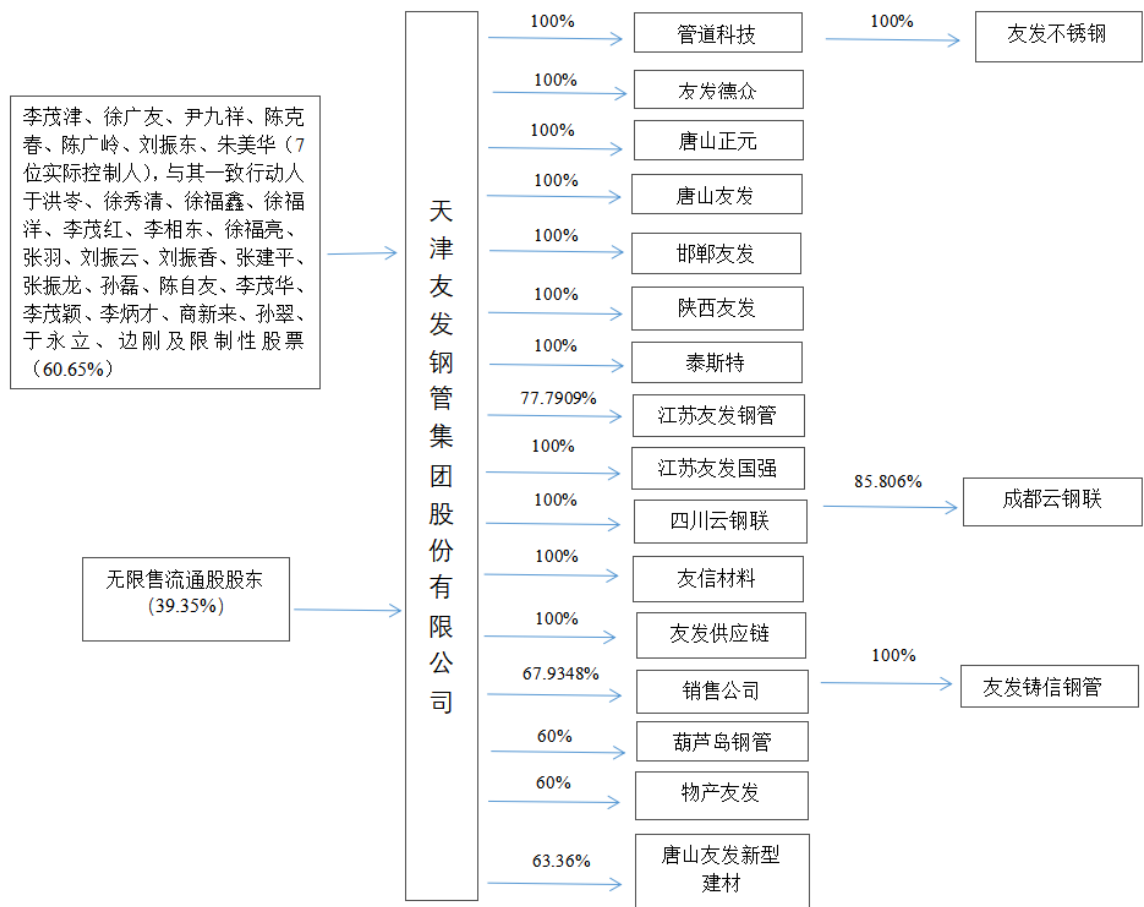 李茂津、徐广友、尹九祥、陈克
春、陈广岭、刘振东、朱美华（7
位实际控制人），与其一致行动人
于洪岺、徐秀清、徐福鑫、徐福
洋、李茂红、李相东、徐福亮、
张羽、刘振云、刘振香、张建平、
张振龙、孙磊、陈自友、李茂华、
李茂颖、李炳才、商新来、孙翠、
于永立、边刚及限制性股票
（60.65%）
无限售流通股股东
(39.35%)
天津友发钢管集团股份有限公司
100%
管道科技
100%
友发不锈钢
100%
友发德众
100%
唐山正元
100%
唐山友发
100%
邯郸友发
100%
陕西友发
100%
泰斯特
77.7909%
江苏友发钢管
100%
江苏友发国强
100%
四川云钢联
85.806%
成都云钢联
100%
友信材料
100%
友发供应链
67.9348%
销售公司
100%
友发铸信钢管
60%
葫芦岛钢管
60%
物产友发
63.36%
唐山友发新型
建材